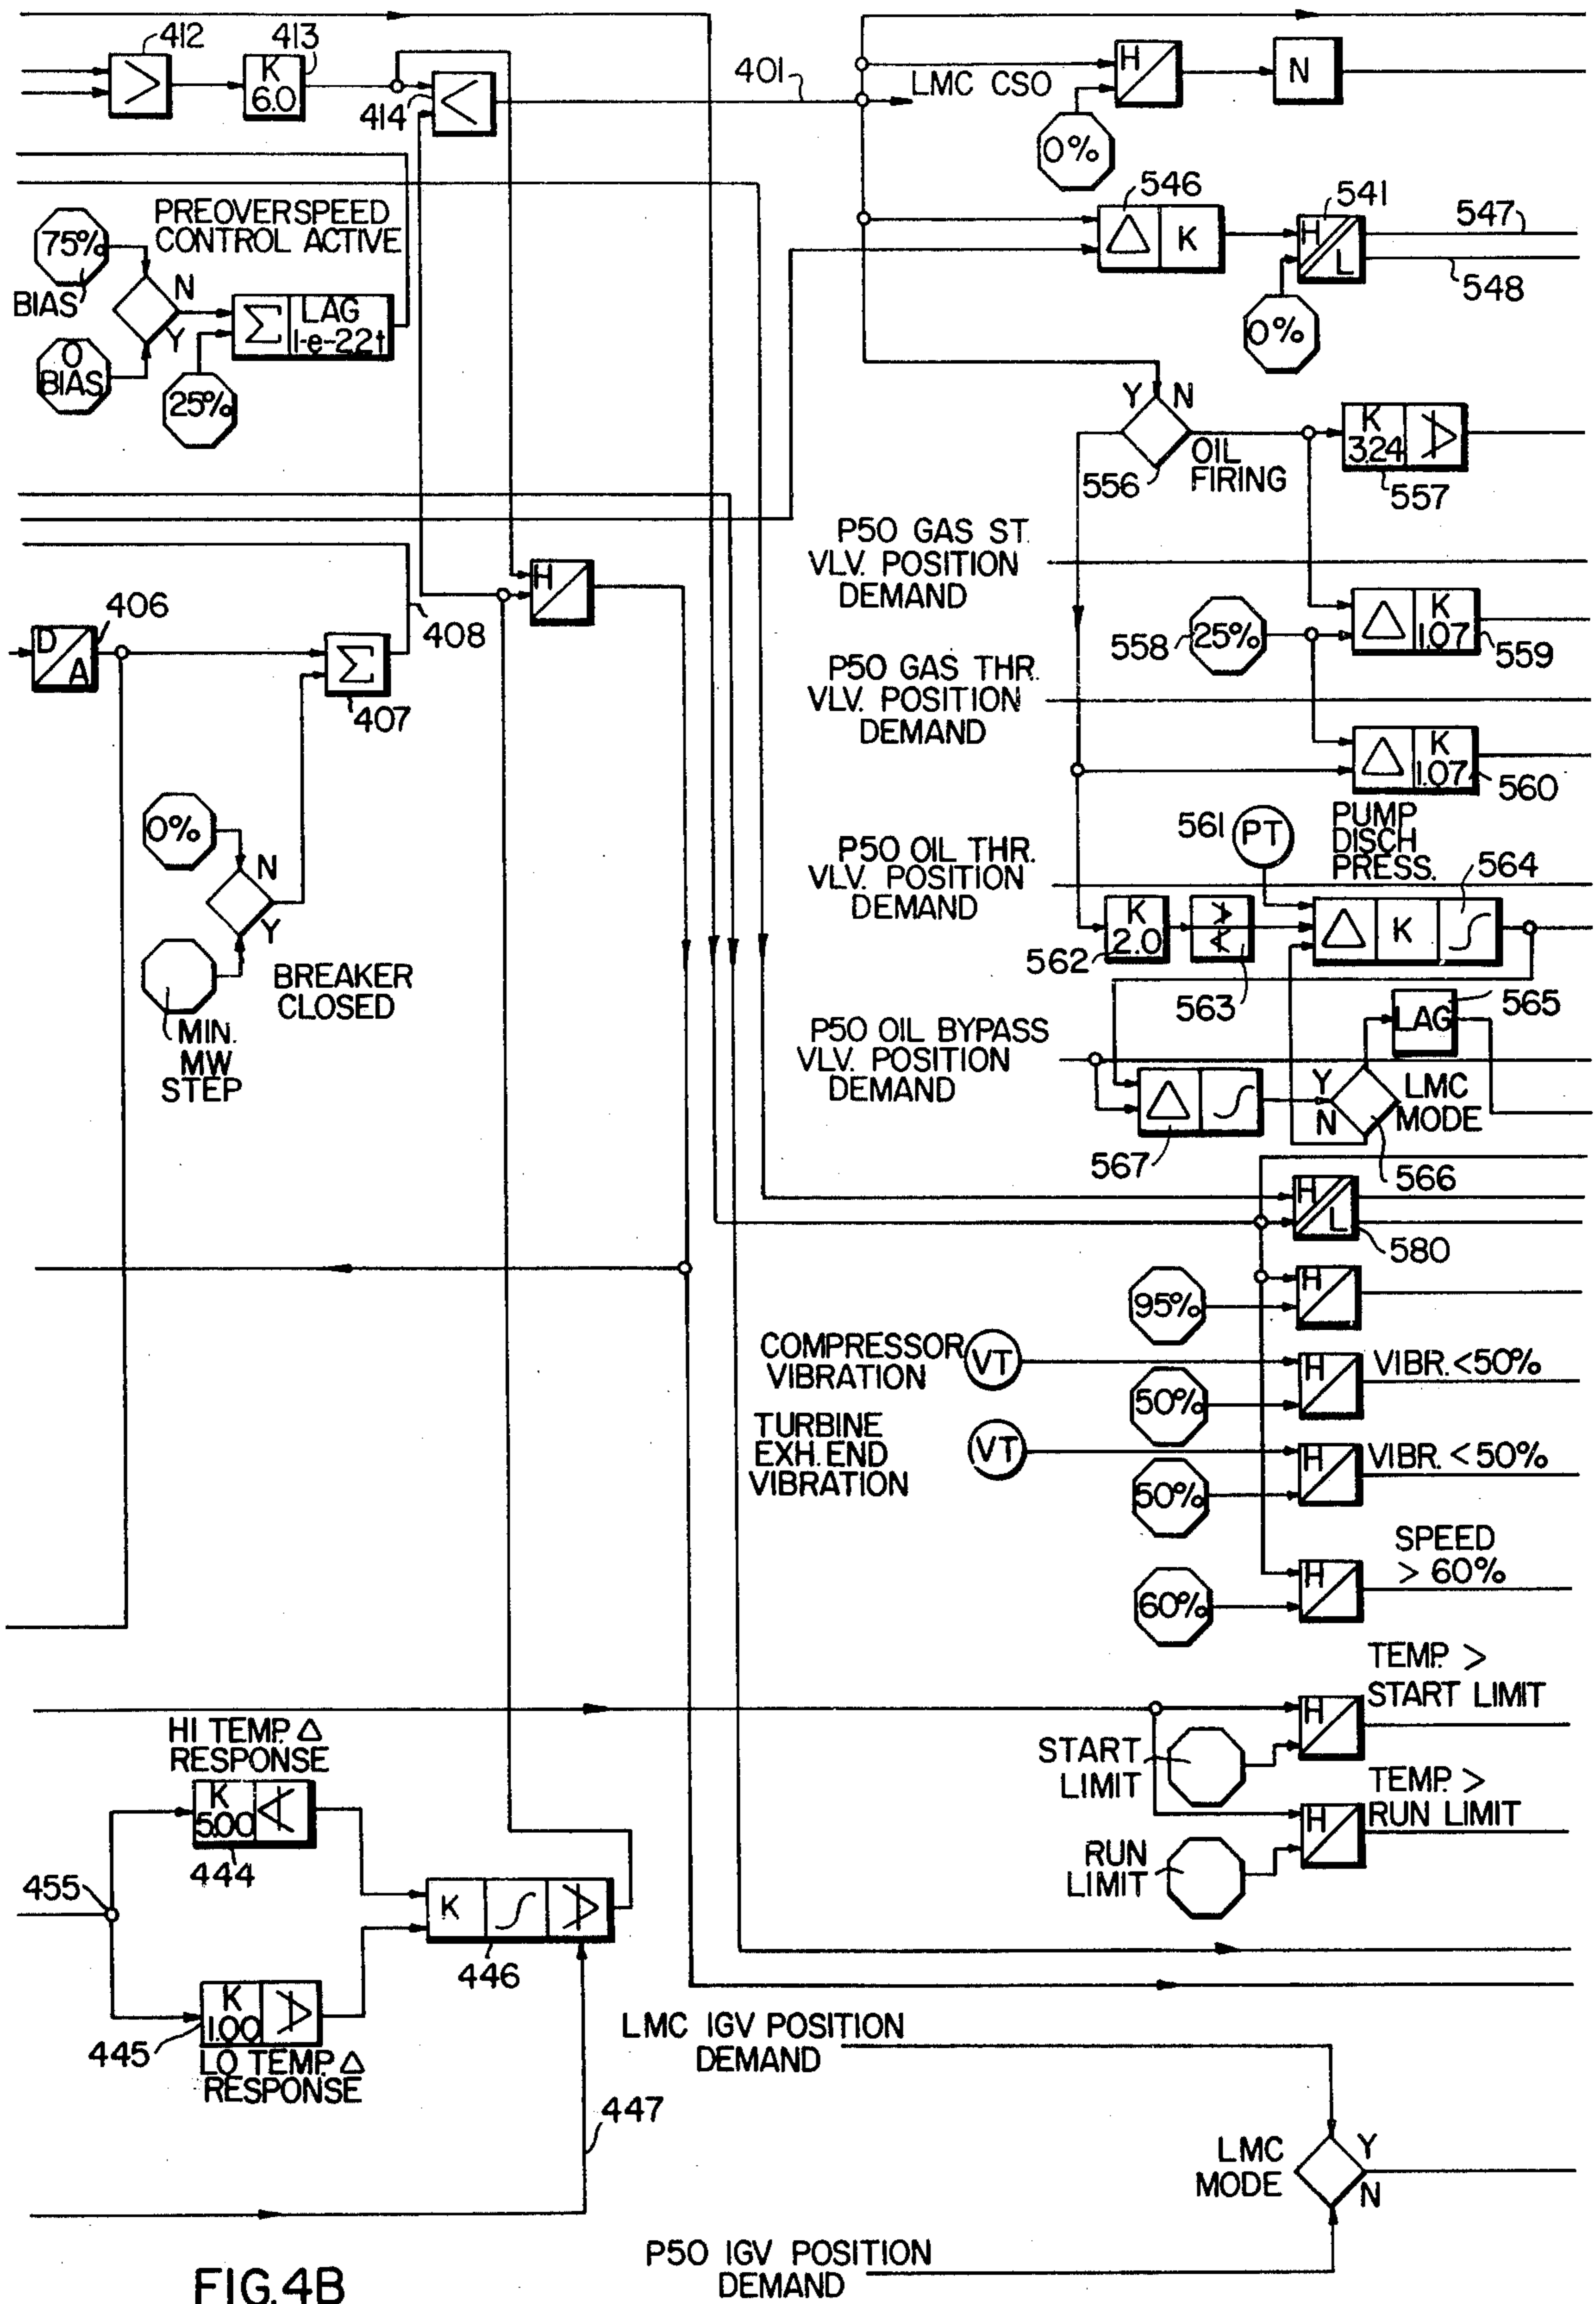 412
413
>
K
6.0
414
<
401
LMC CSO
H
N
0%
PREOVERSPEED
CONTROL ACTIVE
75%
BIAS
N
Y
0
BIAS
Σ
LAG
1-e-22t
25%
546
△
K
541
H
L
547
548
0%
Y
N
OIL
FIRING
556
K
3.24
557
P50 GAS ST.
VLV. POSITION
DEMAND
558
25%
△
K
1.07
559
P50 GAS THR.
VLV. POSITION
DEMAND
△
K
1.07
560
D
A
406
H
408
Σ
407
0%
N
Y
MIN.
MW
STEP
BREAKER
CLOSED
561
PT
PUMP
DISCH
PRESS.
564
P50 OIL THR.
VLV. POSITION
DEMAND
K
2.0
562
563
△
K
∫
P50 OIL BYPASS
VLV. POSITION
DEMAND
LAG
565
△
∫
Y
N
LMC
MODE
567
566
H
L
580
95%
H
COMPRESSOR
VIBRATION
VT
50%
H
VIBR.<50%
TURBINE
EXH. END
VIBRATION
VT
50%
H
VIBR.<50%
SPEED
> 60%
60%
H
TEMP. >
START LIMIT
START
LIMIT
H
TEMP. >
RUN LIMIT
RUN
LIMIT
H
HI TEMP. △
RESPONSE
K
5.00
444
455
K
∫
446
K
1.00
445
LO TEMP. △
RESPONSE
447
LMC IGV POSITION
DEMAND
LMC
MODE
Y
N
P50 IGV POSITION
DEMAND
FIG.4B